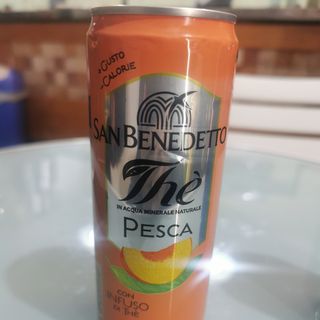 +GUSTO
-CALORIE
SAN BENEDETTO
Thè
IN ACQUA MINERALE NATURALE
PESCA
CON
INFUSO
DI THÈ